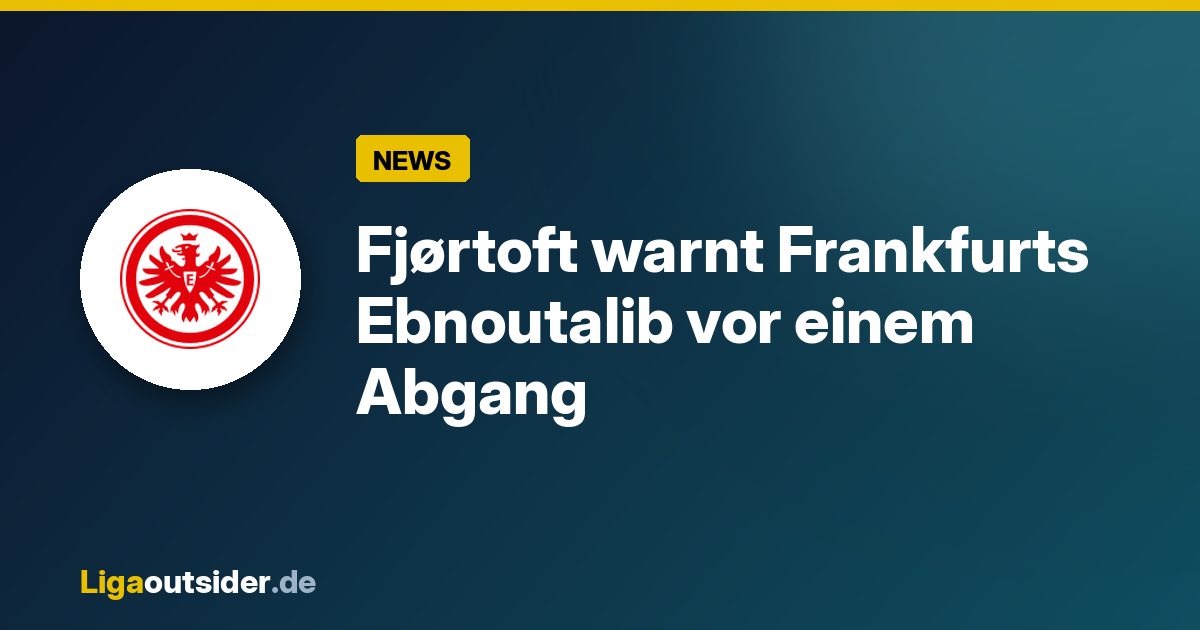 NEWS
Fjørtoft warnt Frankfurts
Ebnoutalib vor einem
Abgang
E
Ligaoutsider.de